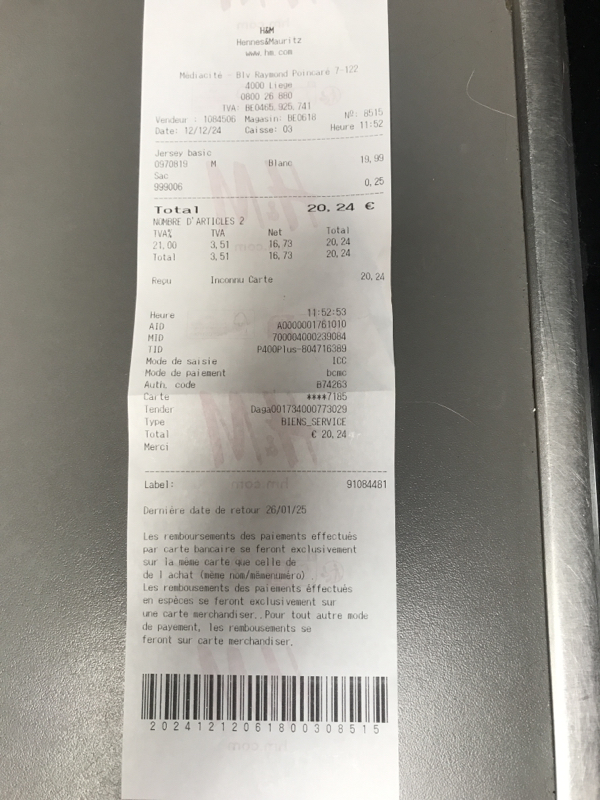 H&M
Hennes&Mauritz
www.hm.com
Médiacité - Blv Raymond Poincaré 7-122
4000 Liege
0800 26 880
TVA: BE0465.925.741
Vendeur : 1084506 Magasin: BE0618 Nº: 8515
Date: 12/12/24 Caisse: 03 Heure 11:52
Jersey basic
0970819 M Blanc 19,99
Sac
999006 0,25
Total 20,24 €
NOMBRE D'ARTICLES 2
TVA% TVA Net Total
21,00 3,51 16,73 20,24
Total 3,51 16,73 20,24
Reçu Inconnu Carte 20,24
Heure 11:52:53
AID A0000001761010
MID 700004000239084
TID P400Plus-804716389
Mode de saisie ICC
Mode de paiement bcmc
Auth. code B74263
Carte ****7185
Tender Daga001734000773029
Type BIENS_SERVICE
Total € 20,24
Merci
Label: 91084481
Dernière date de retour 26/01/25
Les remboursements des paiements effectués
par carte bancaire se feront exclusivement
sur la même carte que celle de
de l achat (même nom/mêmenuméro)
Les rembousements des paiements éffectués
en espèces se feront exclusivement sur
une carte merchandiser..Pour tout autre mode
de payement, les rembousements se
feront sur carte merchandiser.
20241212061800308515